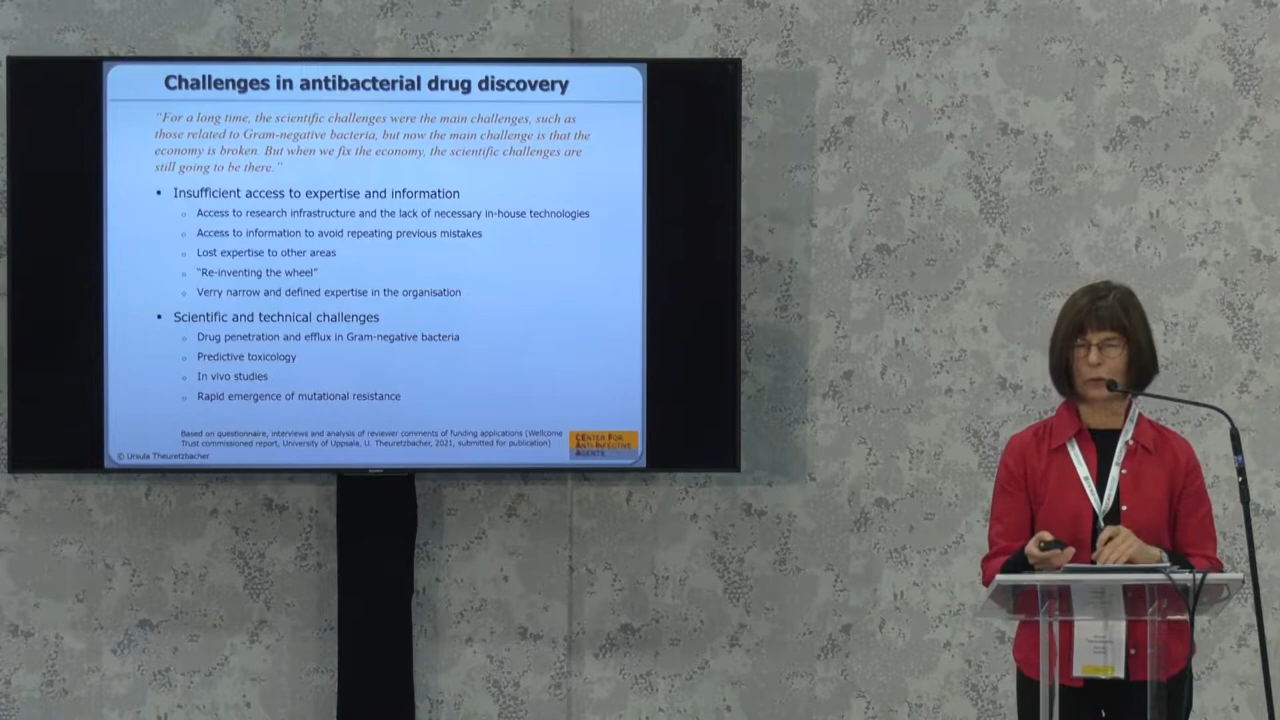 Challenges in antibacterial drug discovery
"For a long time, the scientific challenges were the main challenges, such as
those related to Gram-negative bacteria, but now the main challenge is that the
economy is broken. But when we fix the economy, the scientific challenges are
still going to be there."
• Insufficient access to expertise and information
o Access to research infrastructure and the lack of necessary in-house technologies
o Access to information to avoid repeating previous mistakes
o Lost expertise to other areas
o "Re-inventing the wheel"
o Verry narrow and defined expertise in the organisation
• Scientific and technical challenges
o Drug penetration and efflux in Gram-negative bacteria
o Predictive toxicology
o In vivo studies
o Rapid emergence of mutational resistance
Based on questionnaire, interviews and analysis of reviewer comments of funding applications (Wellcome
Trust commissioned report, University of Uppsala, U. Theuretzbacher, 2021, submitted for publication)
© Ursula Theuretzbacher
CENTER FOR
ANTI-INFECTIVE
AGENTS